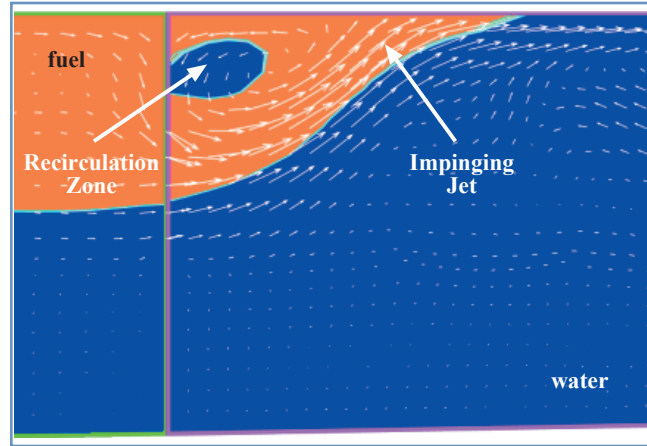 fuel
Recirculation
Zone
Impinging
Jet
water